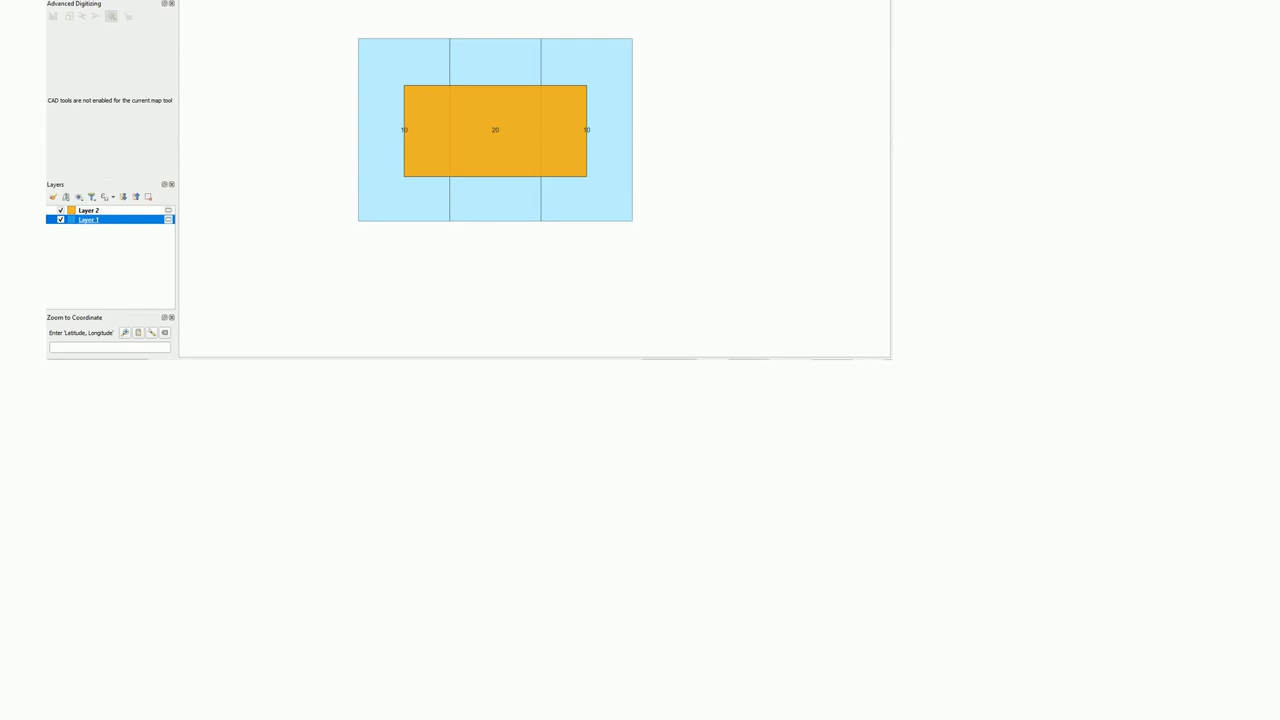 Advanced Digitizing
CAD tools are not enabled for the current map tool
10 20 10
Layers
Layer 2
Layer 1
Zoom to Coordinate
Enter 'Latitude, Longitude'